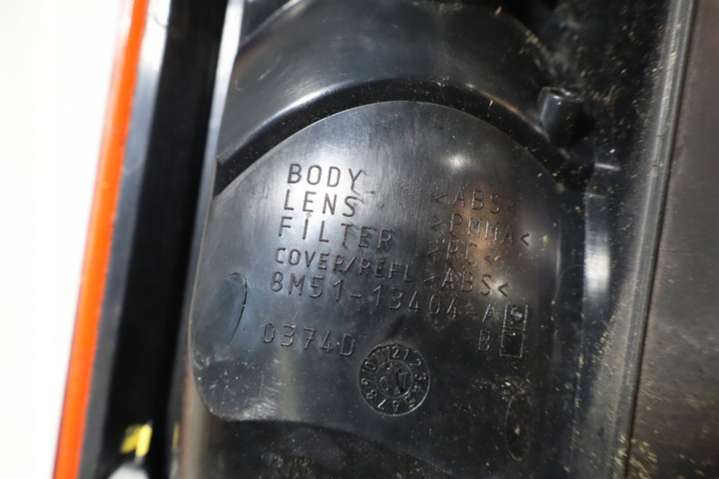 BODY >ABS<
LENS >PMMA<
FILTER >PC<
COVER/REFL >ABS<
8M51-13404-A
B
0374D